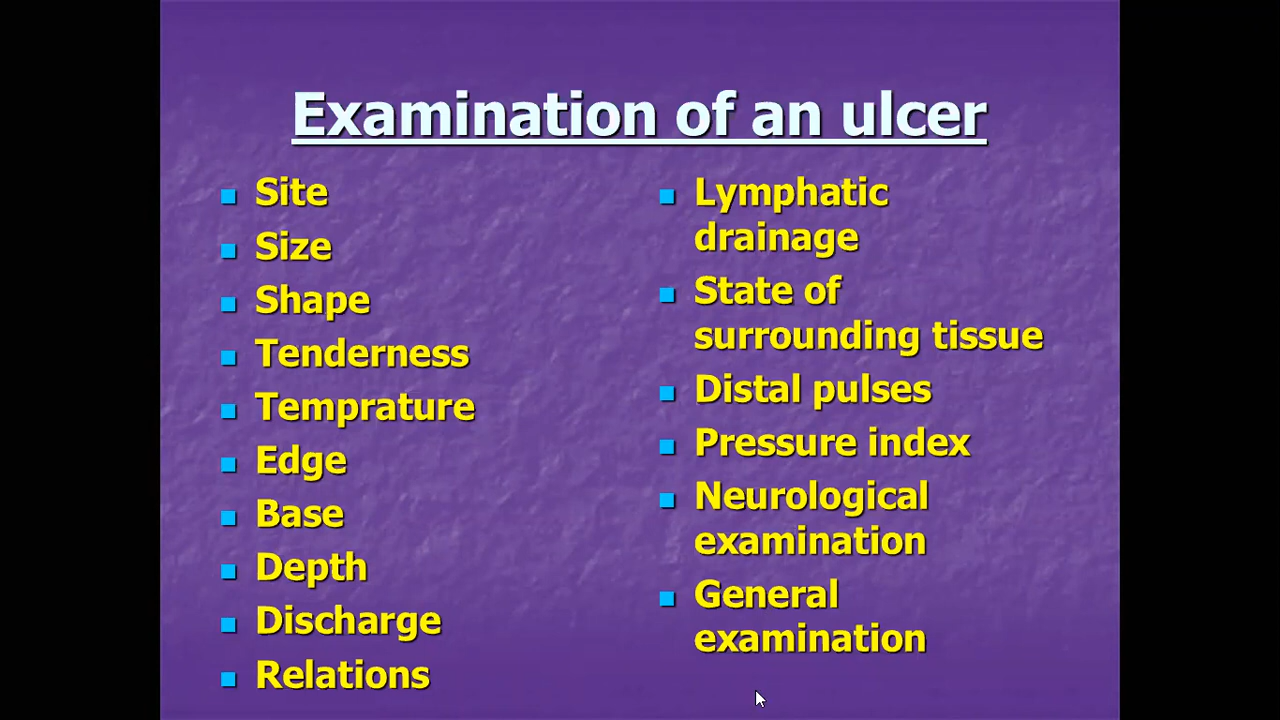 Examination of an ulcer
Site
Size
Shape
Tenderness
Temprature
Edge
Base
Depth
Discharge
Relations
Lymphatic
drainage
State of
surrounding tissue
Distal pulses
Pressure index
Neurological
examination
General
examination